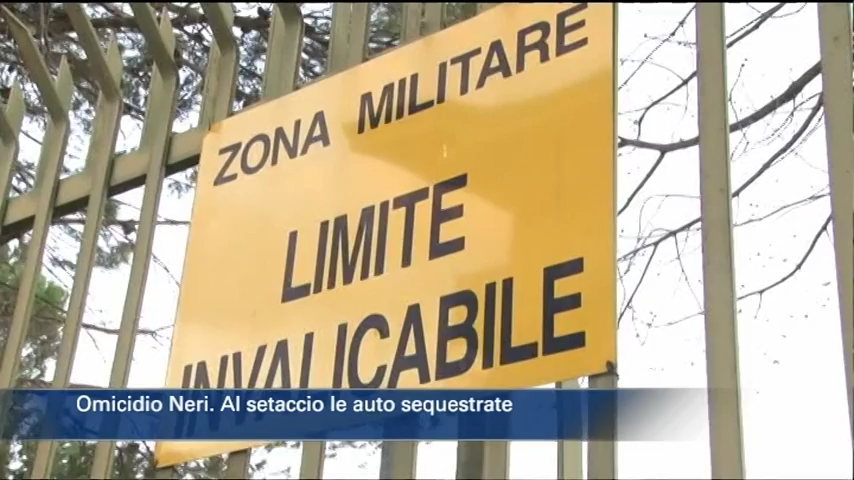 ZONA MILITARE
LIMITE
INVALICABILE
Omicidio Neri. Al setaccio le auto sequestrate